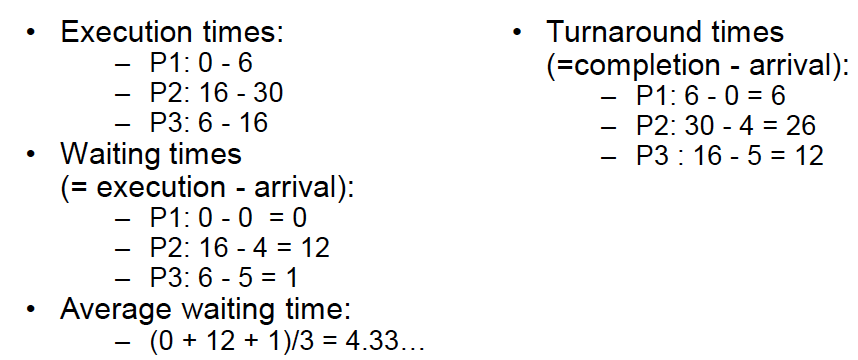 • Execution times:
– P1: 0 - 6
– P2: 16 - 30
– P3: 6 - 16
• Waiting times
(= execution - arrival):
– P1: 0 - 0 = 0
– P2: 16 - 4 = 12
– P3: 6 - 5 = 1
• Average waiting time:
– (0 + 12 + 1)/3 = 4.33…
• Turnaround times
(=completion - arrival):
– P1: 6 - 0 = 6
– P2: 30 - 4 = 26
– P3 : 16 - 5 = 12